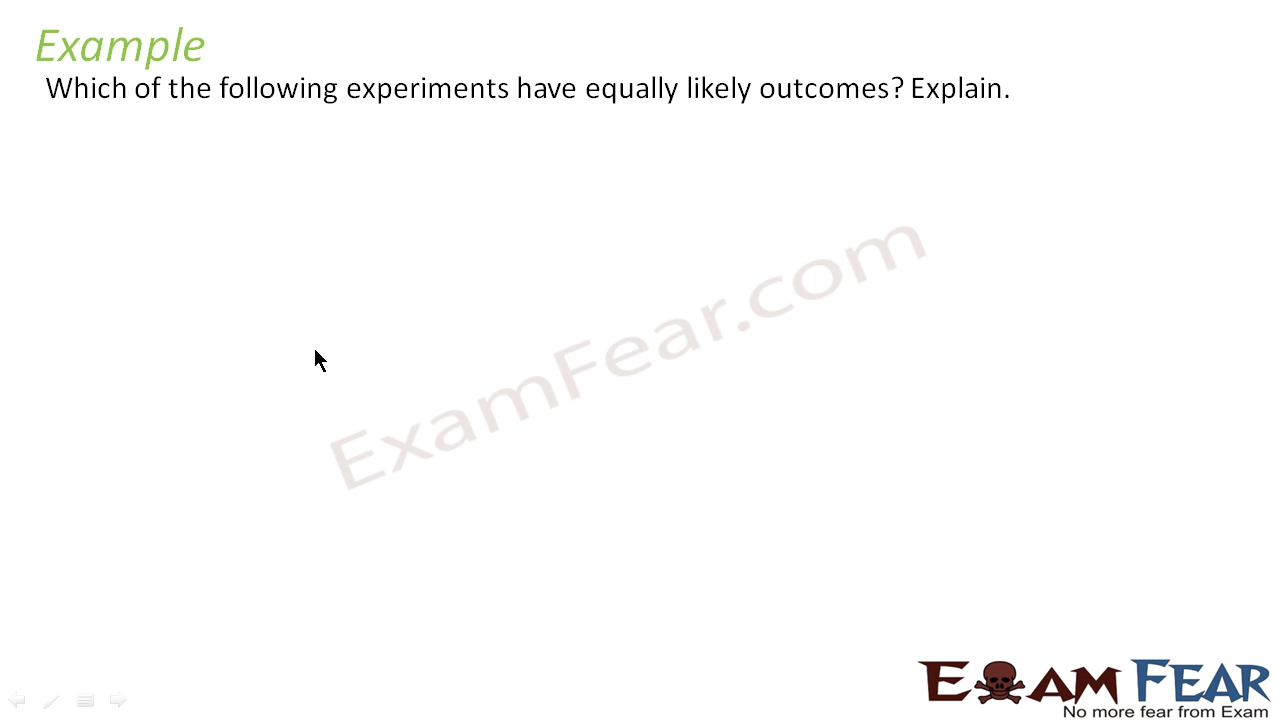 Example
Which of the following experiments have equally likely outcomes? Explain.
ExamFear.com
EXAM FEAR
No more fear from Exam